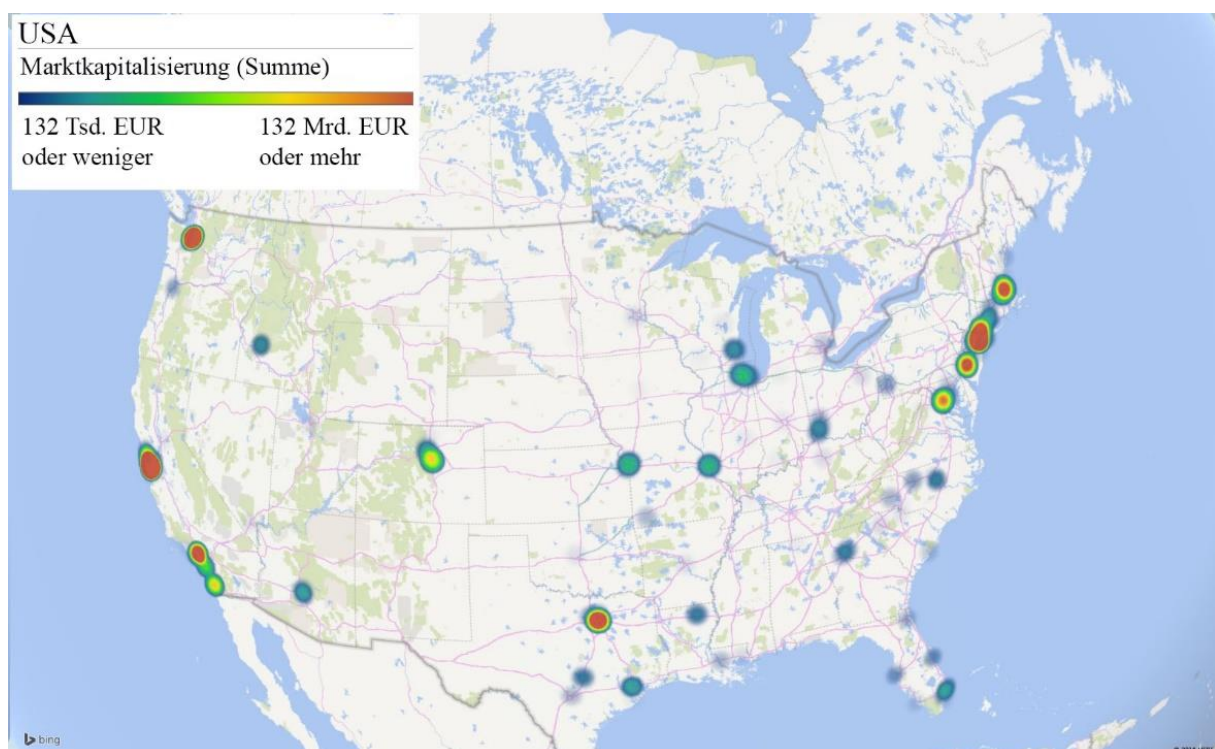 USA
Marktkapitalisierung (Summe)
132 Tsd. EUR 132 Mrd. EUR
oder weniger oder mehr
bing